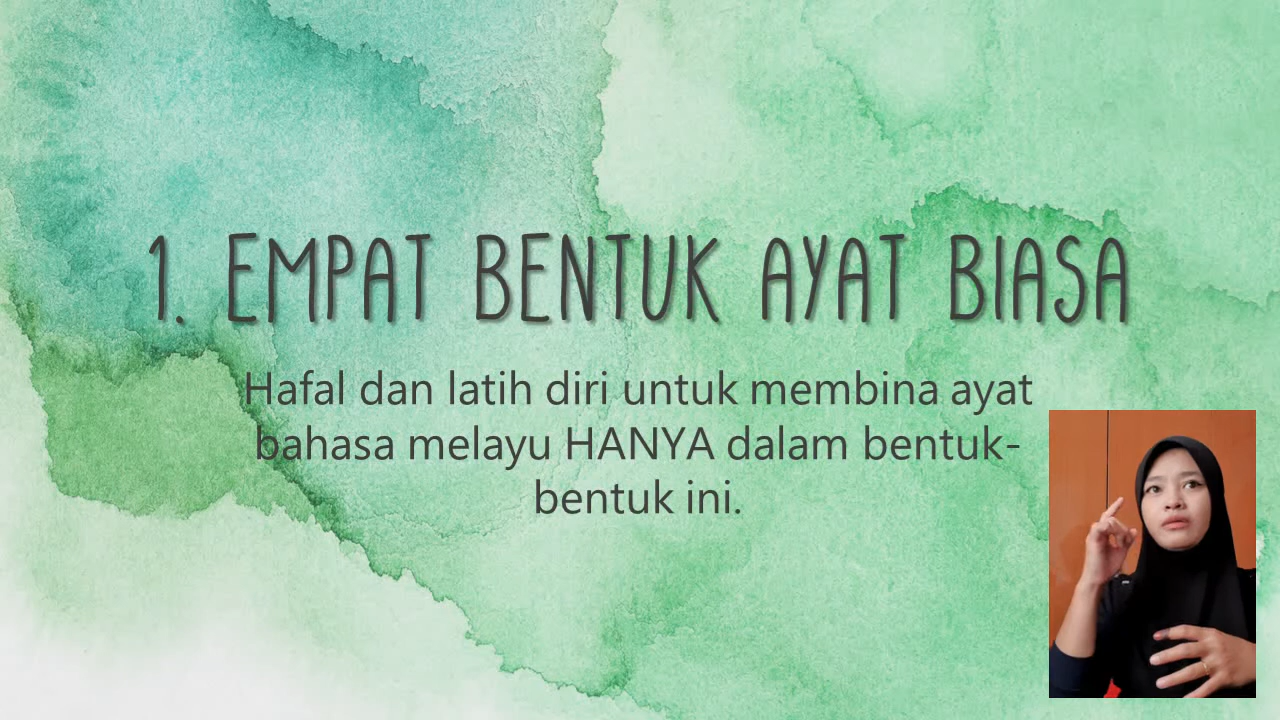 1. EMPAT BENTUK AYAT BIASA
Hafal dan latih diri untuk membina ayat
bahasa melayu HANYA dalam bentuk-
bentuk ini.